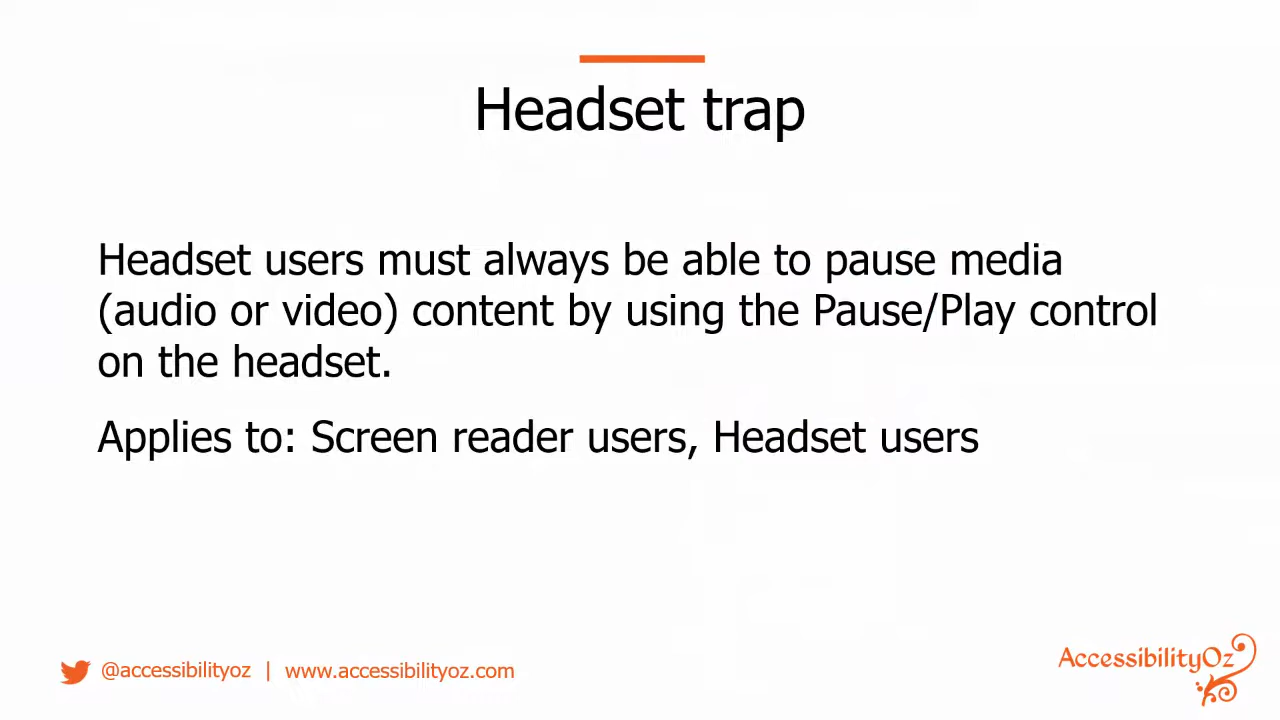 Headset trap
Headset users must always be able to pause media
(audio or video) content by using the Pause/Play control
on the headset.
Applies to: Screen reader users, Headset users
@accessibilityoz | www.accessibilityoz.com
AccessibilityOz